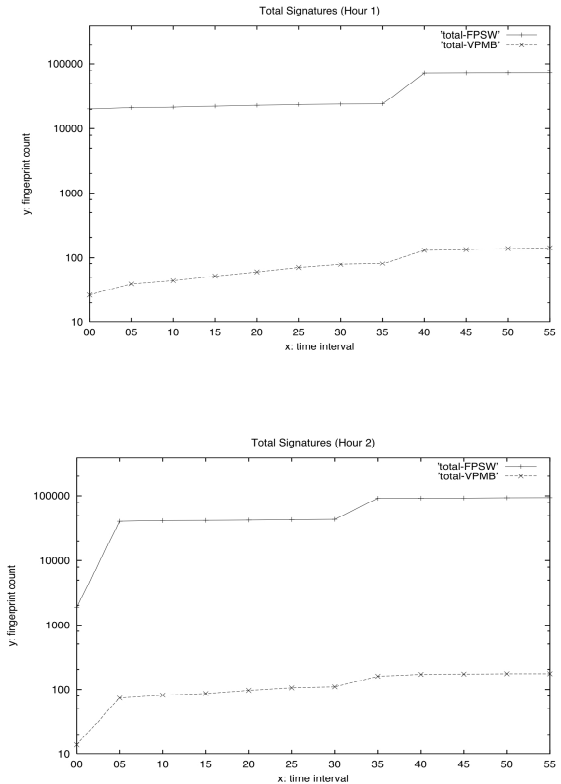 Total Signatures (Hour 1)
'total-FPSW'
'total-VPMB'
100000
10000
1000
100
10
y: fingerprint count
00 05 10 15 20 25 30 35 40 45 50 55
x: time interval
Total Signatures (Hour 2)
'total-FPSW'
'total-VPMB'
100000
10000
1000
100
10
y: fingerprint count
00 05 10 15 20 25 30 35 40 45 50 55
x: time interval